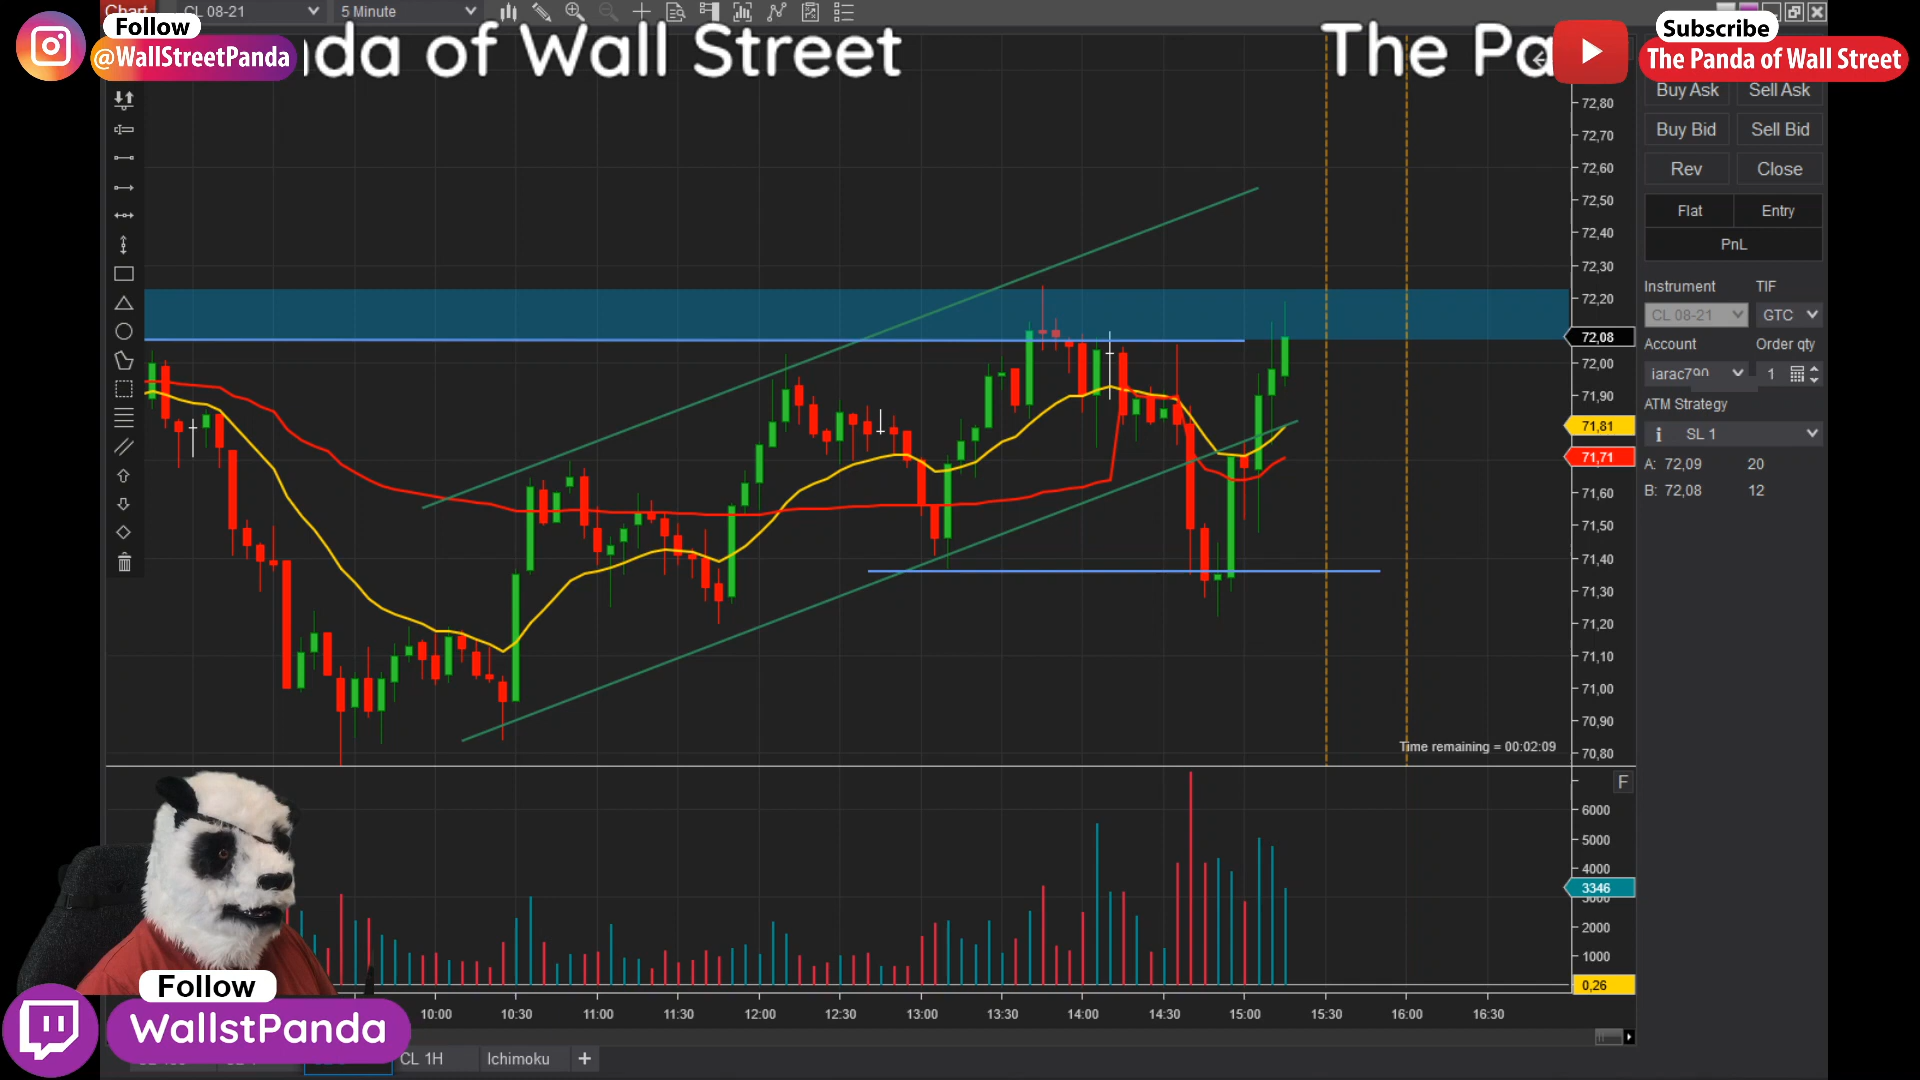 Chart
CL 08-21
5 Minute
Follow
@WallStreetPanda
nda of Wall Street
The Pa
Subscribe
The Panda of Wall Street
Buy Ask
Sell Ask
Buy Bid
Sell Bid
Rev
Close
Flat
Entry
PnL
Instrument
TIF
CL 08-21
GTC
Account
Order qty
1
ATM Strategy
SL 1
A: 72,09
20
B: 72,08
12
72,80
72,70
72,60
72,50
72,40
72,30
72,20
72,08
72,00
71,90
71,81
71,71
71,60
71,50
71,40
71,30
71,20
71,10
71,00
70,90
70,80
Time remaining = 00:02:09
F
6000
5000
4000
3346
3000
2000
1000
0,26
10:00
10:30
11:00
11:30
12:00
12:30
13:00
13:30
14:00
14:30
15:00
15:30
16:00
16:30
Follow
WallstPanda
CL 1H
Ichimoku
+